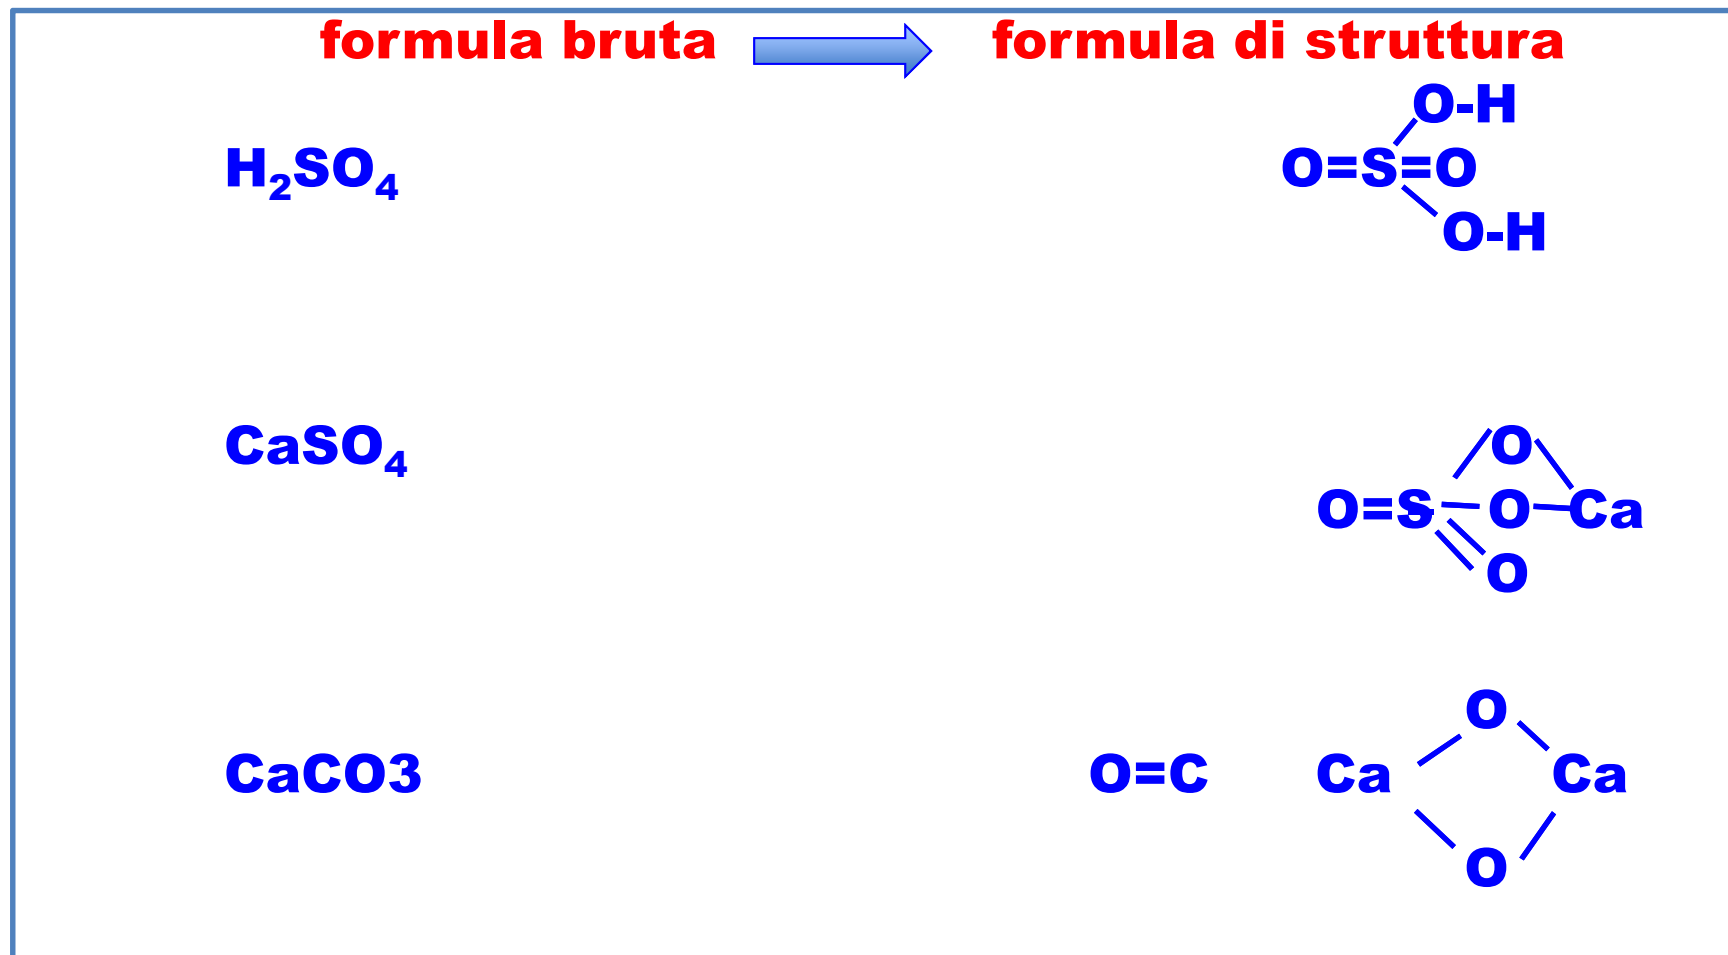 formula bruta formula di struttura
O-H
H₂SO₄ O=S=O
O-H
CaSO₄ O
O=S O Ca
O
O
CaCO3 O=C Ca Ca
O